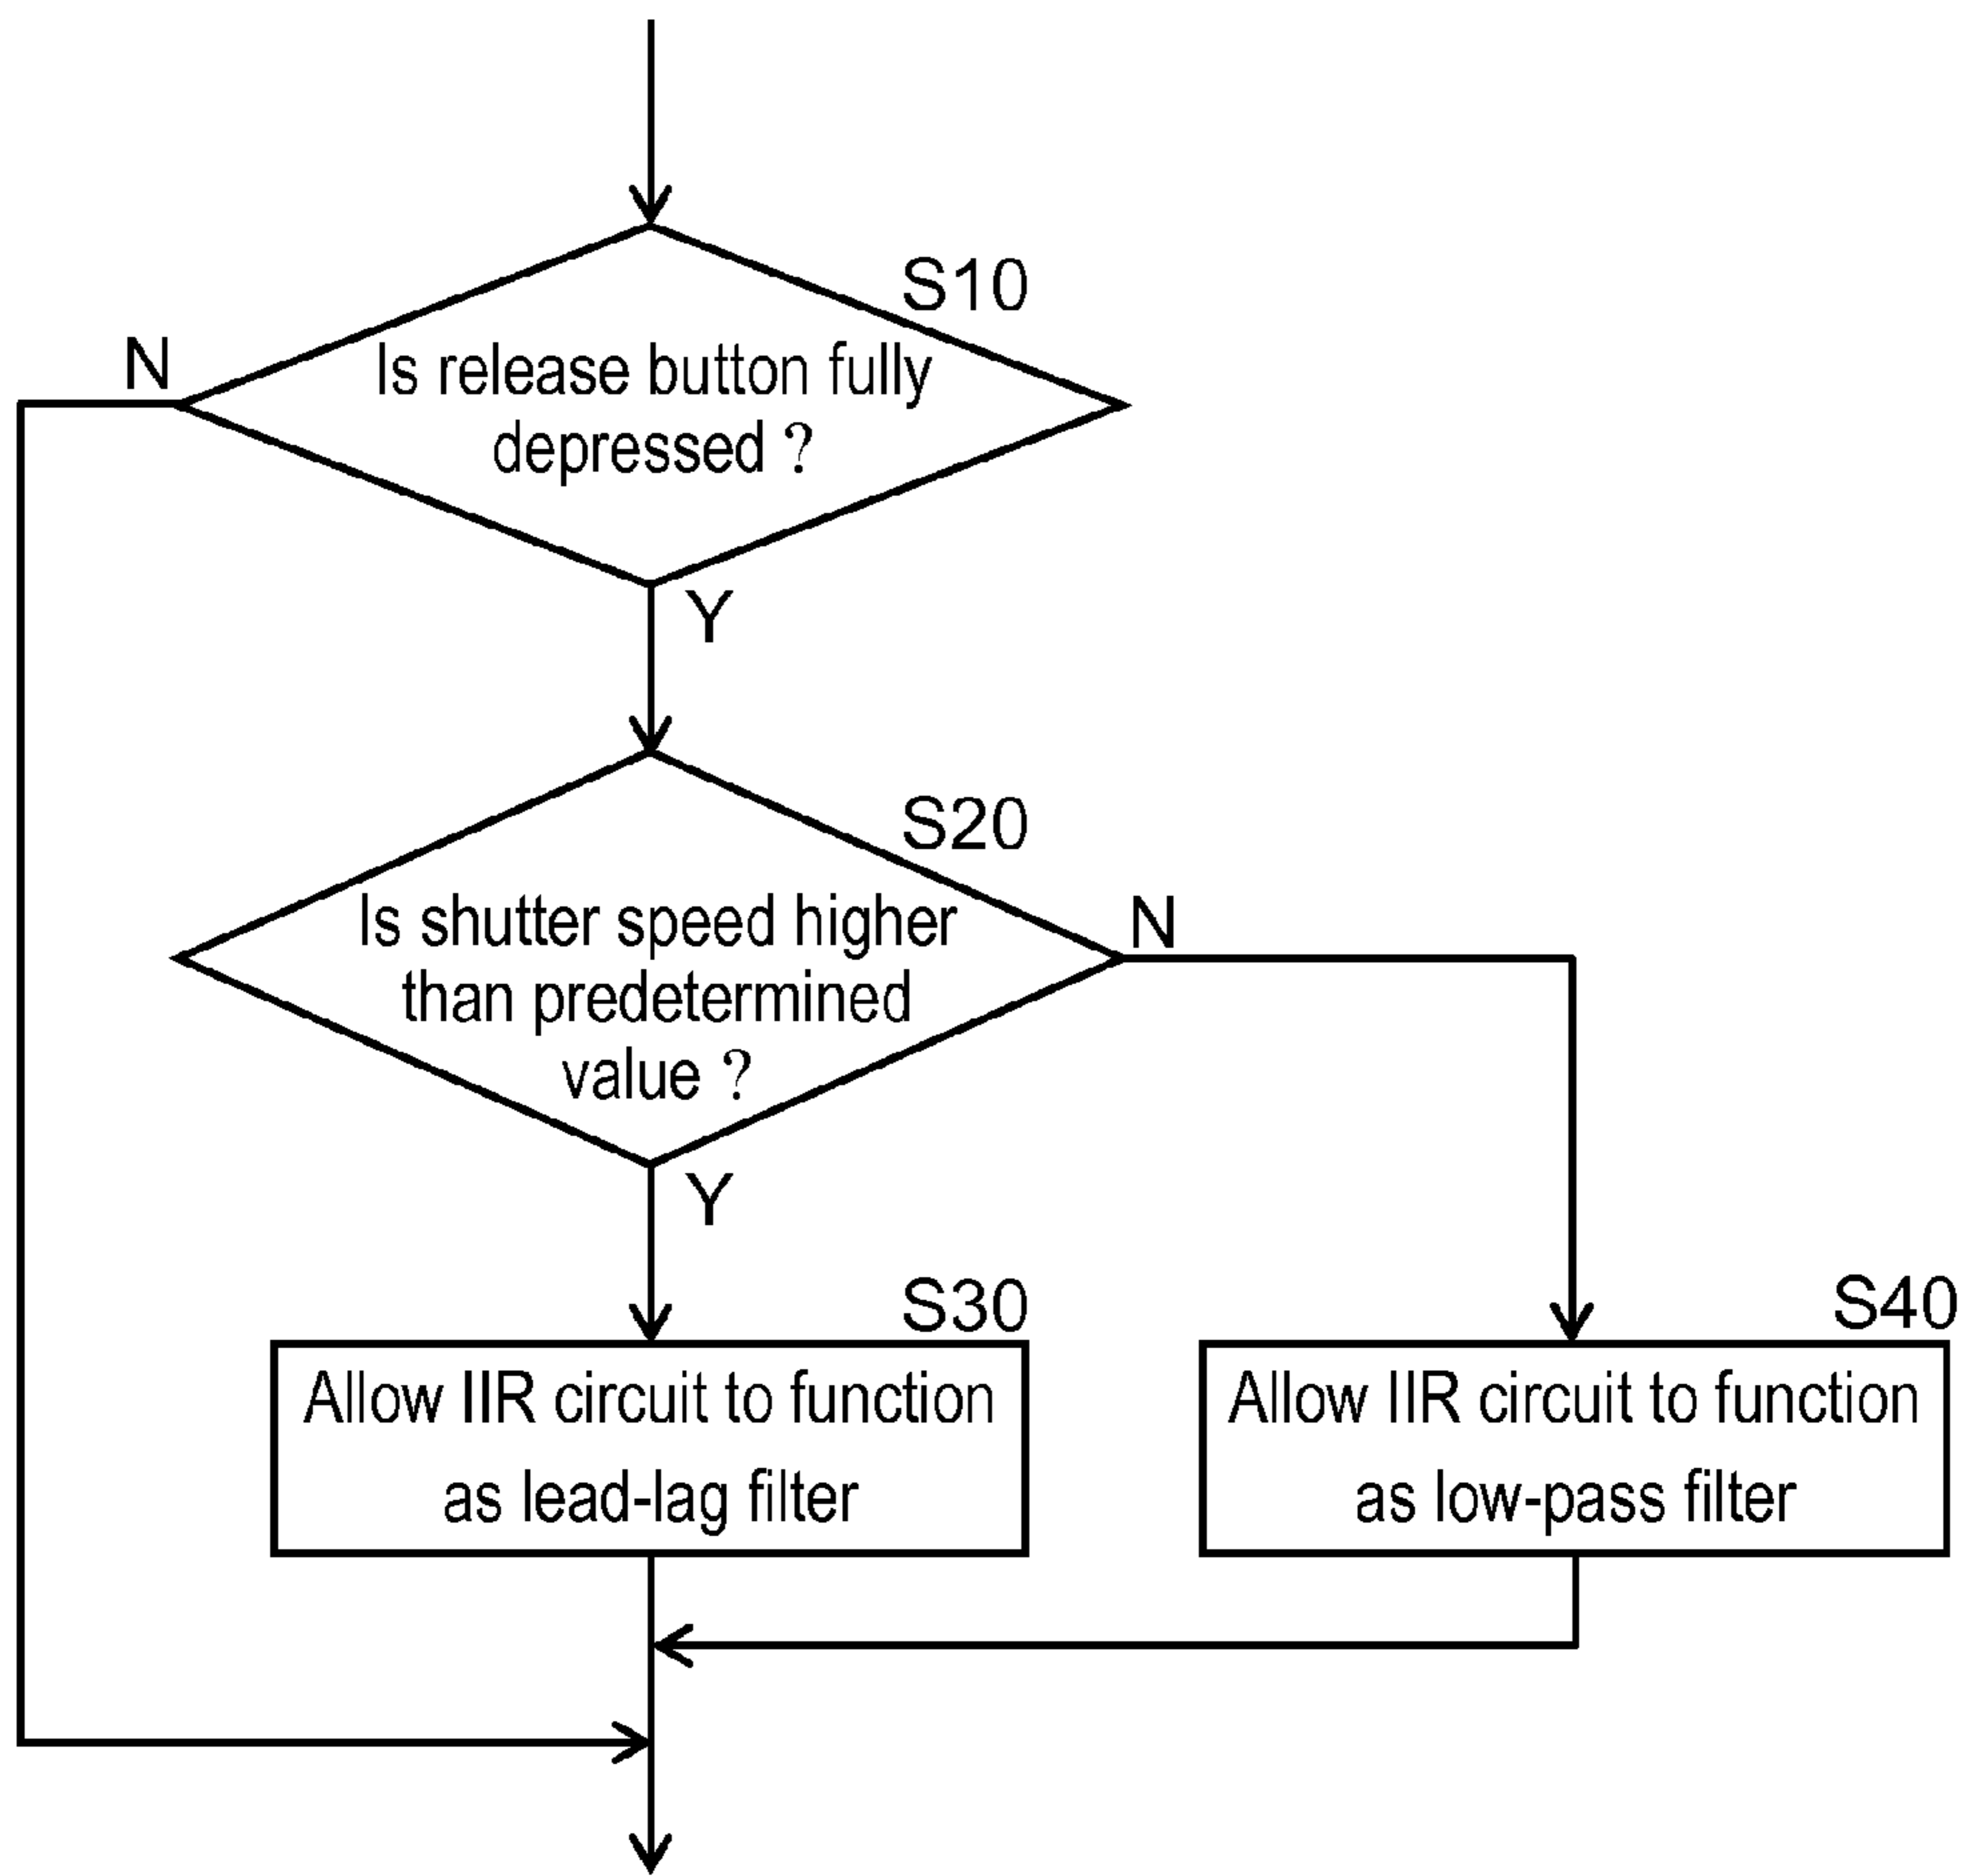 S10
N
Is release button fully
depressed ?
Y
S20
Is shutter speed higher
than predetermined
value ?
N
Y
S30
Allow IIR circuit to function
as lead-lag filter
S40
Allow IIR circuit to function
as low-pass filter